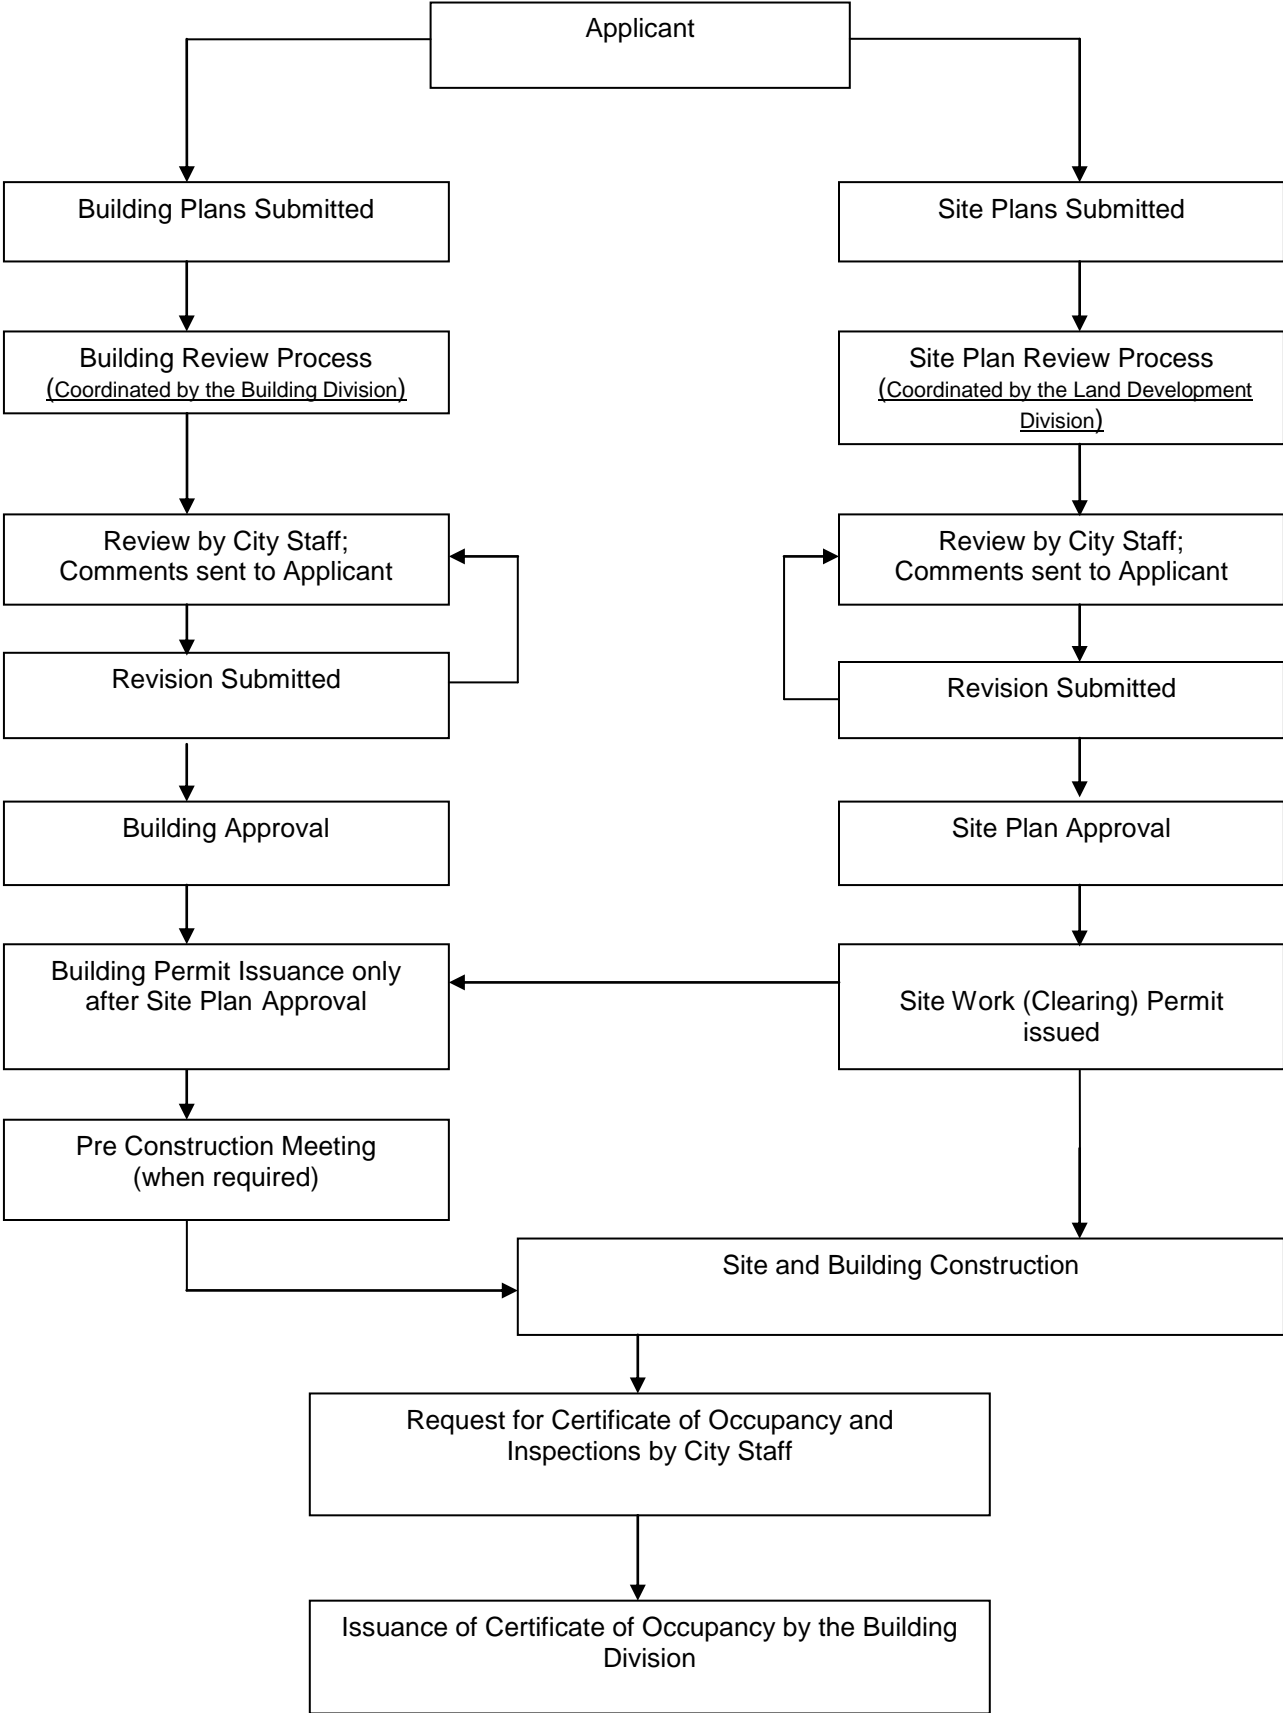 Applicant
Building Plans Submitted
Site Plans Submitted
Building Review Process
(Coordinated by the Building Division)
Site Plan Review Process
(Coordinated by the Land Development
Division)
Review by City Staff;
Comments sent to Applicant
Review by City Staff;
Comments sent to Applicant
Revision Submitted
Revision Submitted
Building Approval
Site Plan Approval
Building Permit Issuance only
after Site Plan Approval
Site Work (Clearing) Permit
issued
Pre Construction Meeting
(when required)
Site and Building Construction
Request for Certificate of Occupancy and
Inspections by City Staff
Issuance of Certificate of Occupancy by the Building
Division